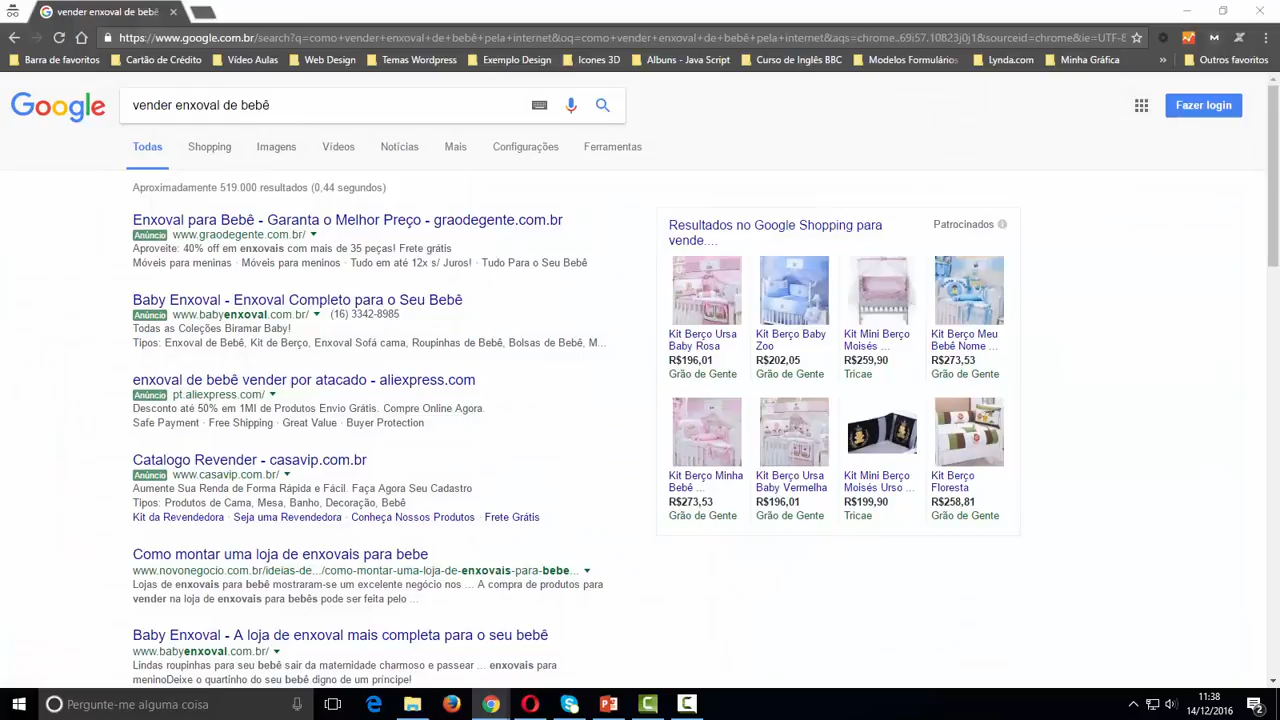 vender enxoval de bebê
https://www.google.com.br/search?q=como+vender+enxoval+de+bebê+pela+internet&oq=como+vender+enxoval+de+bebê+pela+internet&aqs=chrome..69i57.10823j0j1&sourceid=chrome&ie=UTF-8
Barra de favoritos
Cartão de Crédito
Vídeo Aulas
Web Design
Temas Wordpress
Exemplo Design
Icones 3D
Albuns - Java Script
Curso de Inglês BBC
Modelos Formulários
Lynda.com
Minha Gráfica
»
Outros favoritos
Google
vender enxoval de bebê
Fazer login
Todas
Shopping
Imagens
Vídeos
Notícias
Mais
Configurações
Ferramentas
Aproximadamente 519.000 resultados (0,44 segundos)
Enxoval para Bebê - Garanta o Melhor Preço - graodegente.com.br
Anúncio www.graodegente.com.br/
Aproveite: 40% off em enxovais com mais de 35 peças! Frete grátis
Móveis para meninas · Móveis para meninos · Tudo em até 12x s/ Juros! · Tudo Para o Seu Bebê
Baby Enxoval - Enxoval Completo para o Seu Bebê
Anúncio www.babyenxoval.com.br/ (16) 3342-8985
Todas as Coleções Biramar Baby!
Tipos: Enxoval de Bebê, Kit de Berço, Enxoval Sofá cama, Roupinhas de Bebê, Bolsas de Bebê, M...
enxoval de bebê vender por atacado - aliexpress.com
Anúncio pt.aliexpress.com/
Desconto até 50% em 1MI de Produtos Envio Grátis. Compre Online Agora.
Safe Payment · Free Shipping · Great Value · Buyer Protection
Catalogo Revender - casavip.com.br
Anúncio www.casavip.com.br/
Aumente Sua Renda de Forma Rápida e Fácil. Faça Agora Seu Cadastro
Tipos: Produtos de Cama, Mesa, Banho, Decoração, Bebê
Kit da Revendedora · Seja uma Revendedora · Conheça Nossos Produtos · Frete Grátis
Como montar uma loja de enxovais para bebe
www.novonegocio.com.br/ideias-de.../como-montar-uma-loja-de-enxovais-para-bebe...
Lojas de enxovais para bebê mostraram-se um excelente negócio nos ... A compra de produtos para
vender na loja de enxovais para bebês pode ser feita pelo ...
Baby Enxoval - A loja de enxoval mais completa para o seu bebê
www.babyenxoval.com.br/
Lindas roupinhas para seu bebê sair da maternidade charmoso e passear ... enxovais para
meninoDeixe o quartinho do seu bebê digno de um príncipe!
Resultados no Google Shopping para
vende....
Patrocinados
Kit Berço Ursa
Baby Rosa
R$196,01
Grão de Gente
Kit Berço Baby
Zoo
R$202,05
Grão de Gente
Kit Mini Berço
Moisés ...
R$259,90
Tricae
Kit Berço Meu
Bebê Nome ...
R$273,53
Grão de Gente
Kit Berço Minha
Bebê ...
R$273,53
Grão de Gente
Kit Berço Ursa
Baby Vermelha
R$196,01
Grão de Gente
Kit Mini Berço
Moisés Urso ...
R$199,90
Tricae
Kit Berço
Floresta
R$258,81
Grão de Gente
Pergunte-me alguma coisa
11:38
14/12/2016
2